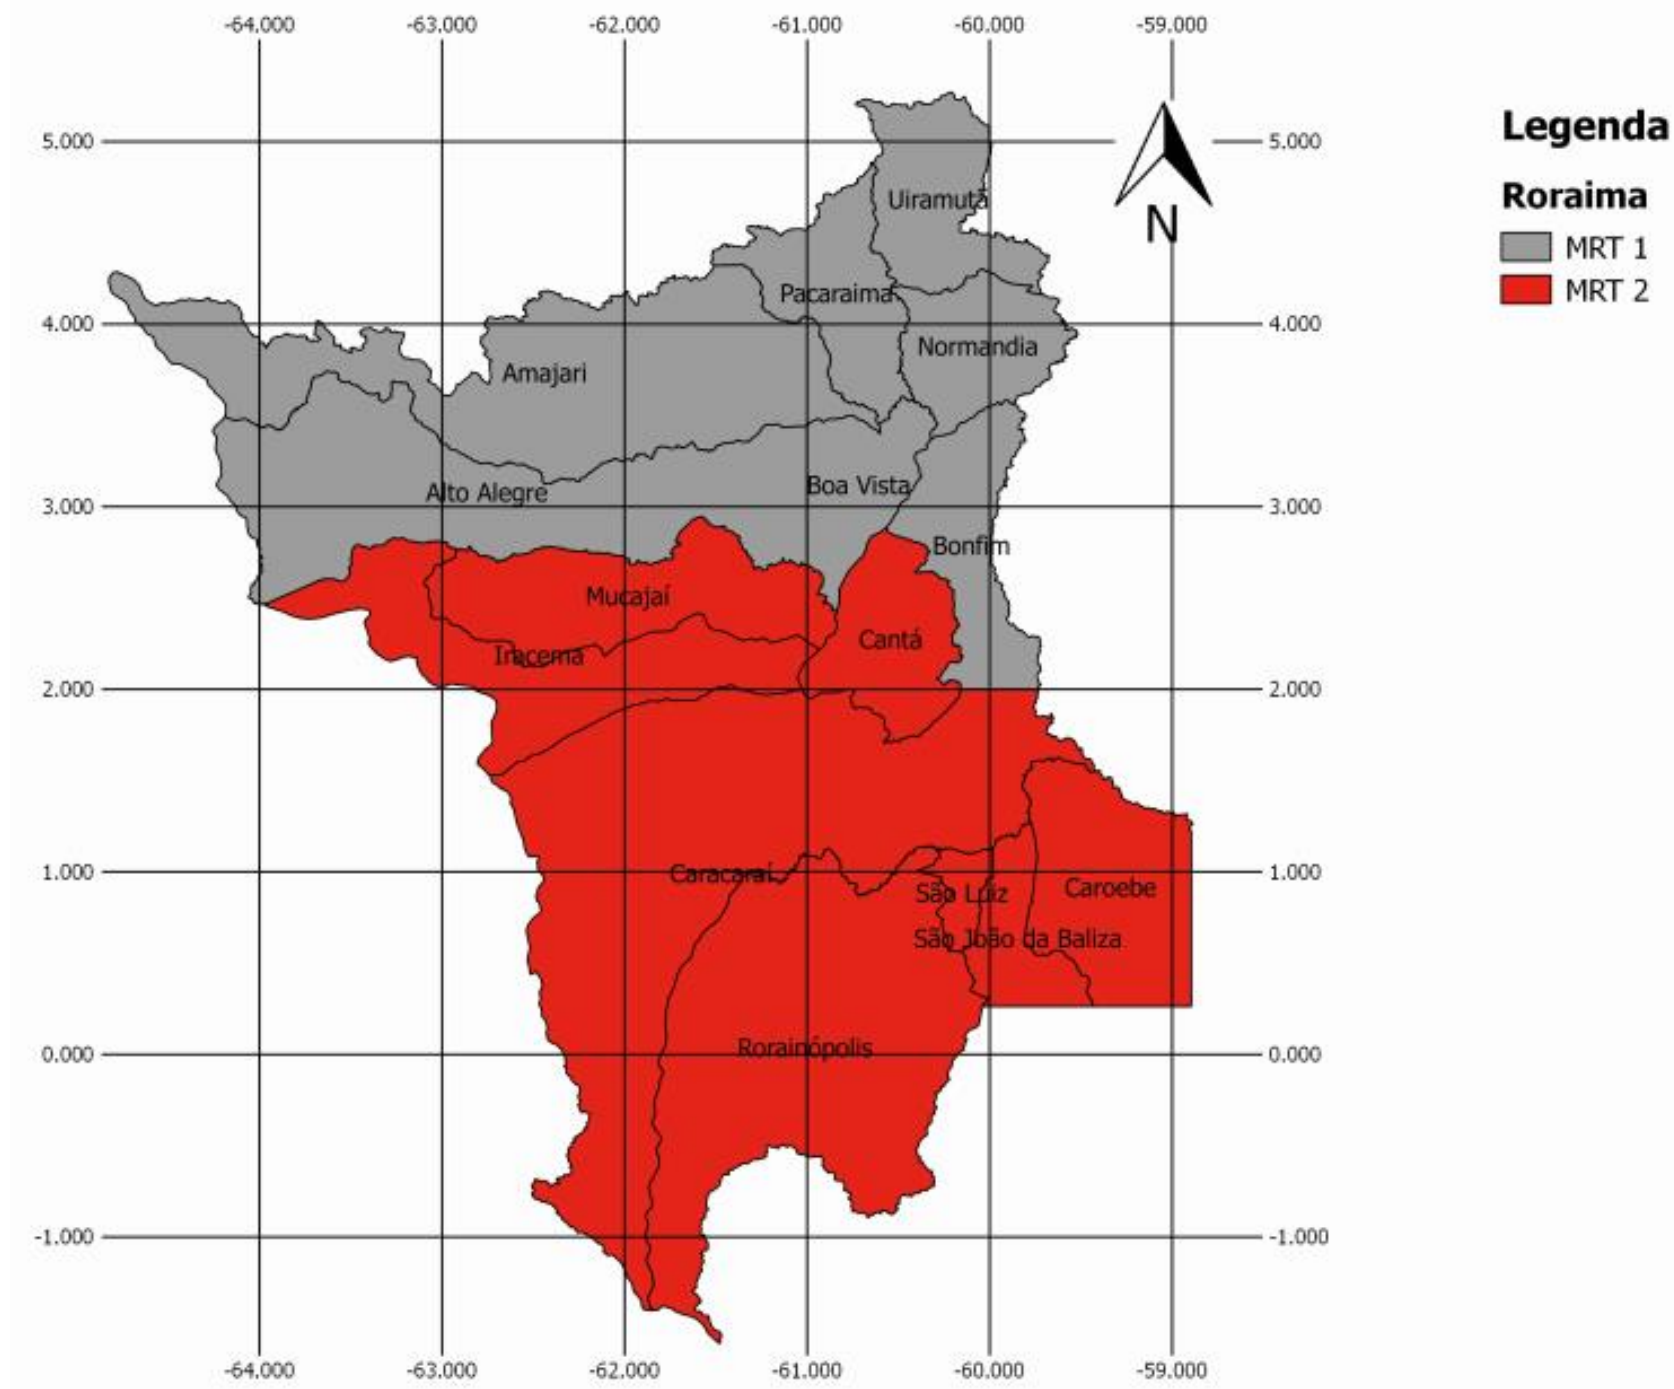 -64.000 -63.000 -62.000 -61.000 -60.000 -59.000
Legenda
5.000 5.000
Roraima
Uiramutã
N
MRT 1
MRT 2
Pacaraima
4.000 4.000
Normandia
Amajari
Alto Alegre
Boa Vista
3.000 3.000
Bonfim
Mucajaí
Cantá
Iracema
2.000 2.000
Caracaraí
1.000 1.000
Caroebe
São Luiz
São João da Baliza
Rorainópolis
0.000 0.000
-1.000 -1.000
-64.000 -63.000 -62.000 -61.000 -60.000 -59.000